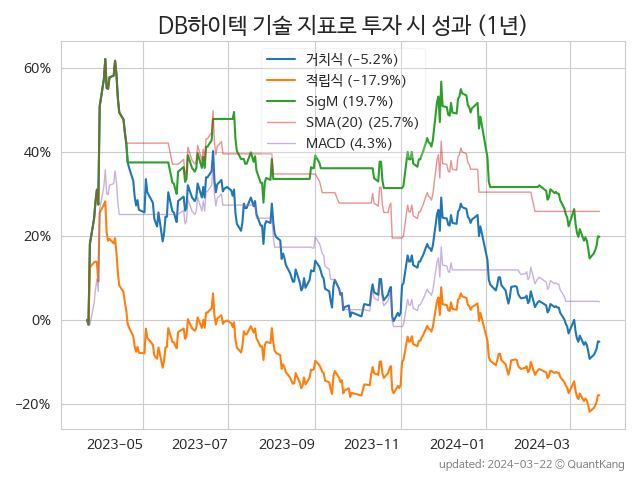 DB하이텍 기술 지표로 투자 시 성과 (1년)
거치식 (−5.2%)
적립식 (−17.9%)
SigM (19.7%)
SMA(20) (25.7%)
MACD (4.3%)
60%
40%
20%
0%
−20%
2023-05 2023-07 2023-09 2023-11 2024-01 2024-03
updated: 2024-03-22 © QuantKang